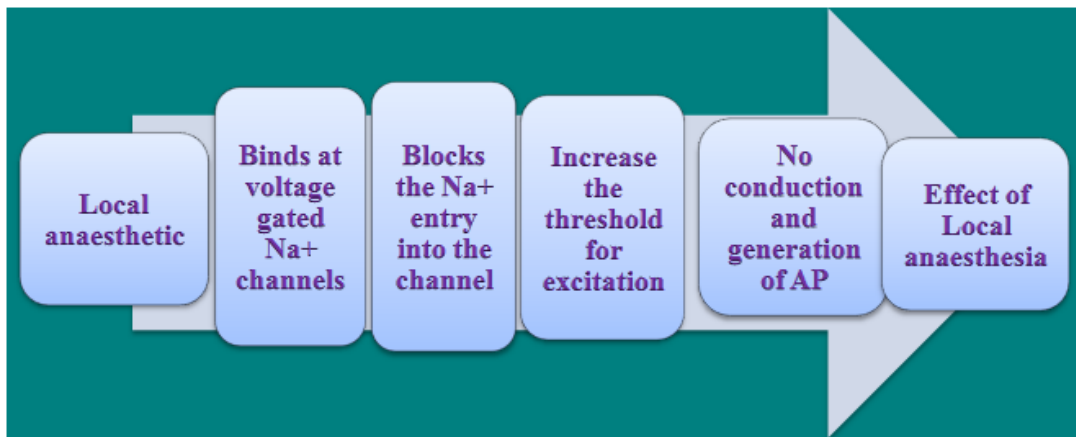 Local
anaesthetic
Binds at
voltage
gated
Na+
channels
Blocks
the Na+
entry
into the
channel
Increase
the
threshold
for
excitation
No
conduction
and
generation
of AP
Effect of
Local
anaesthesia